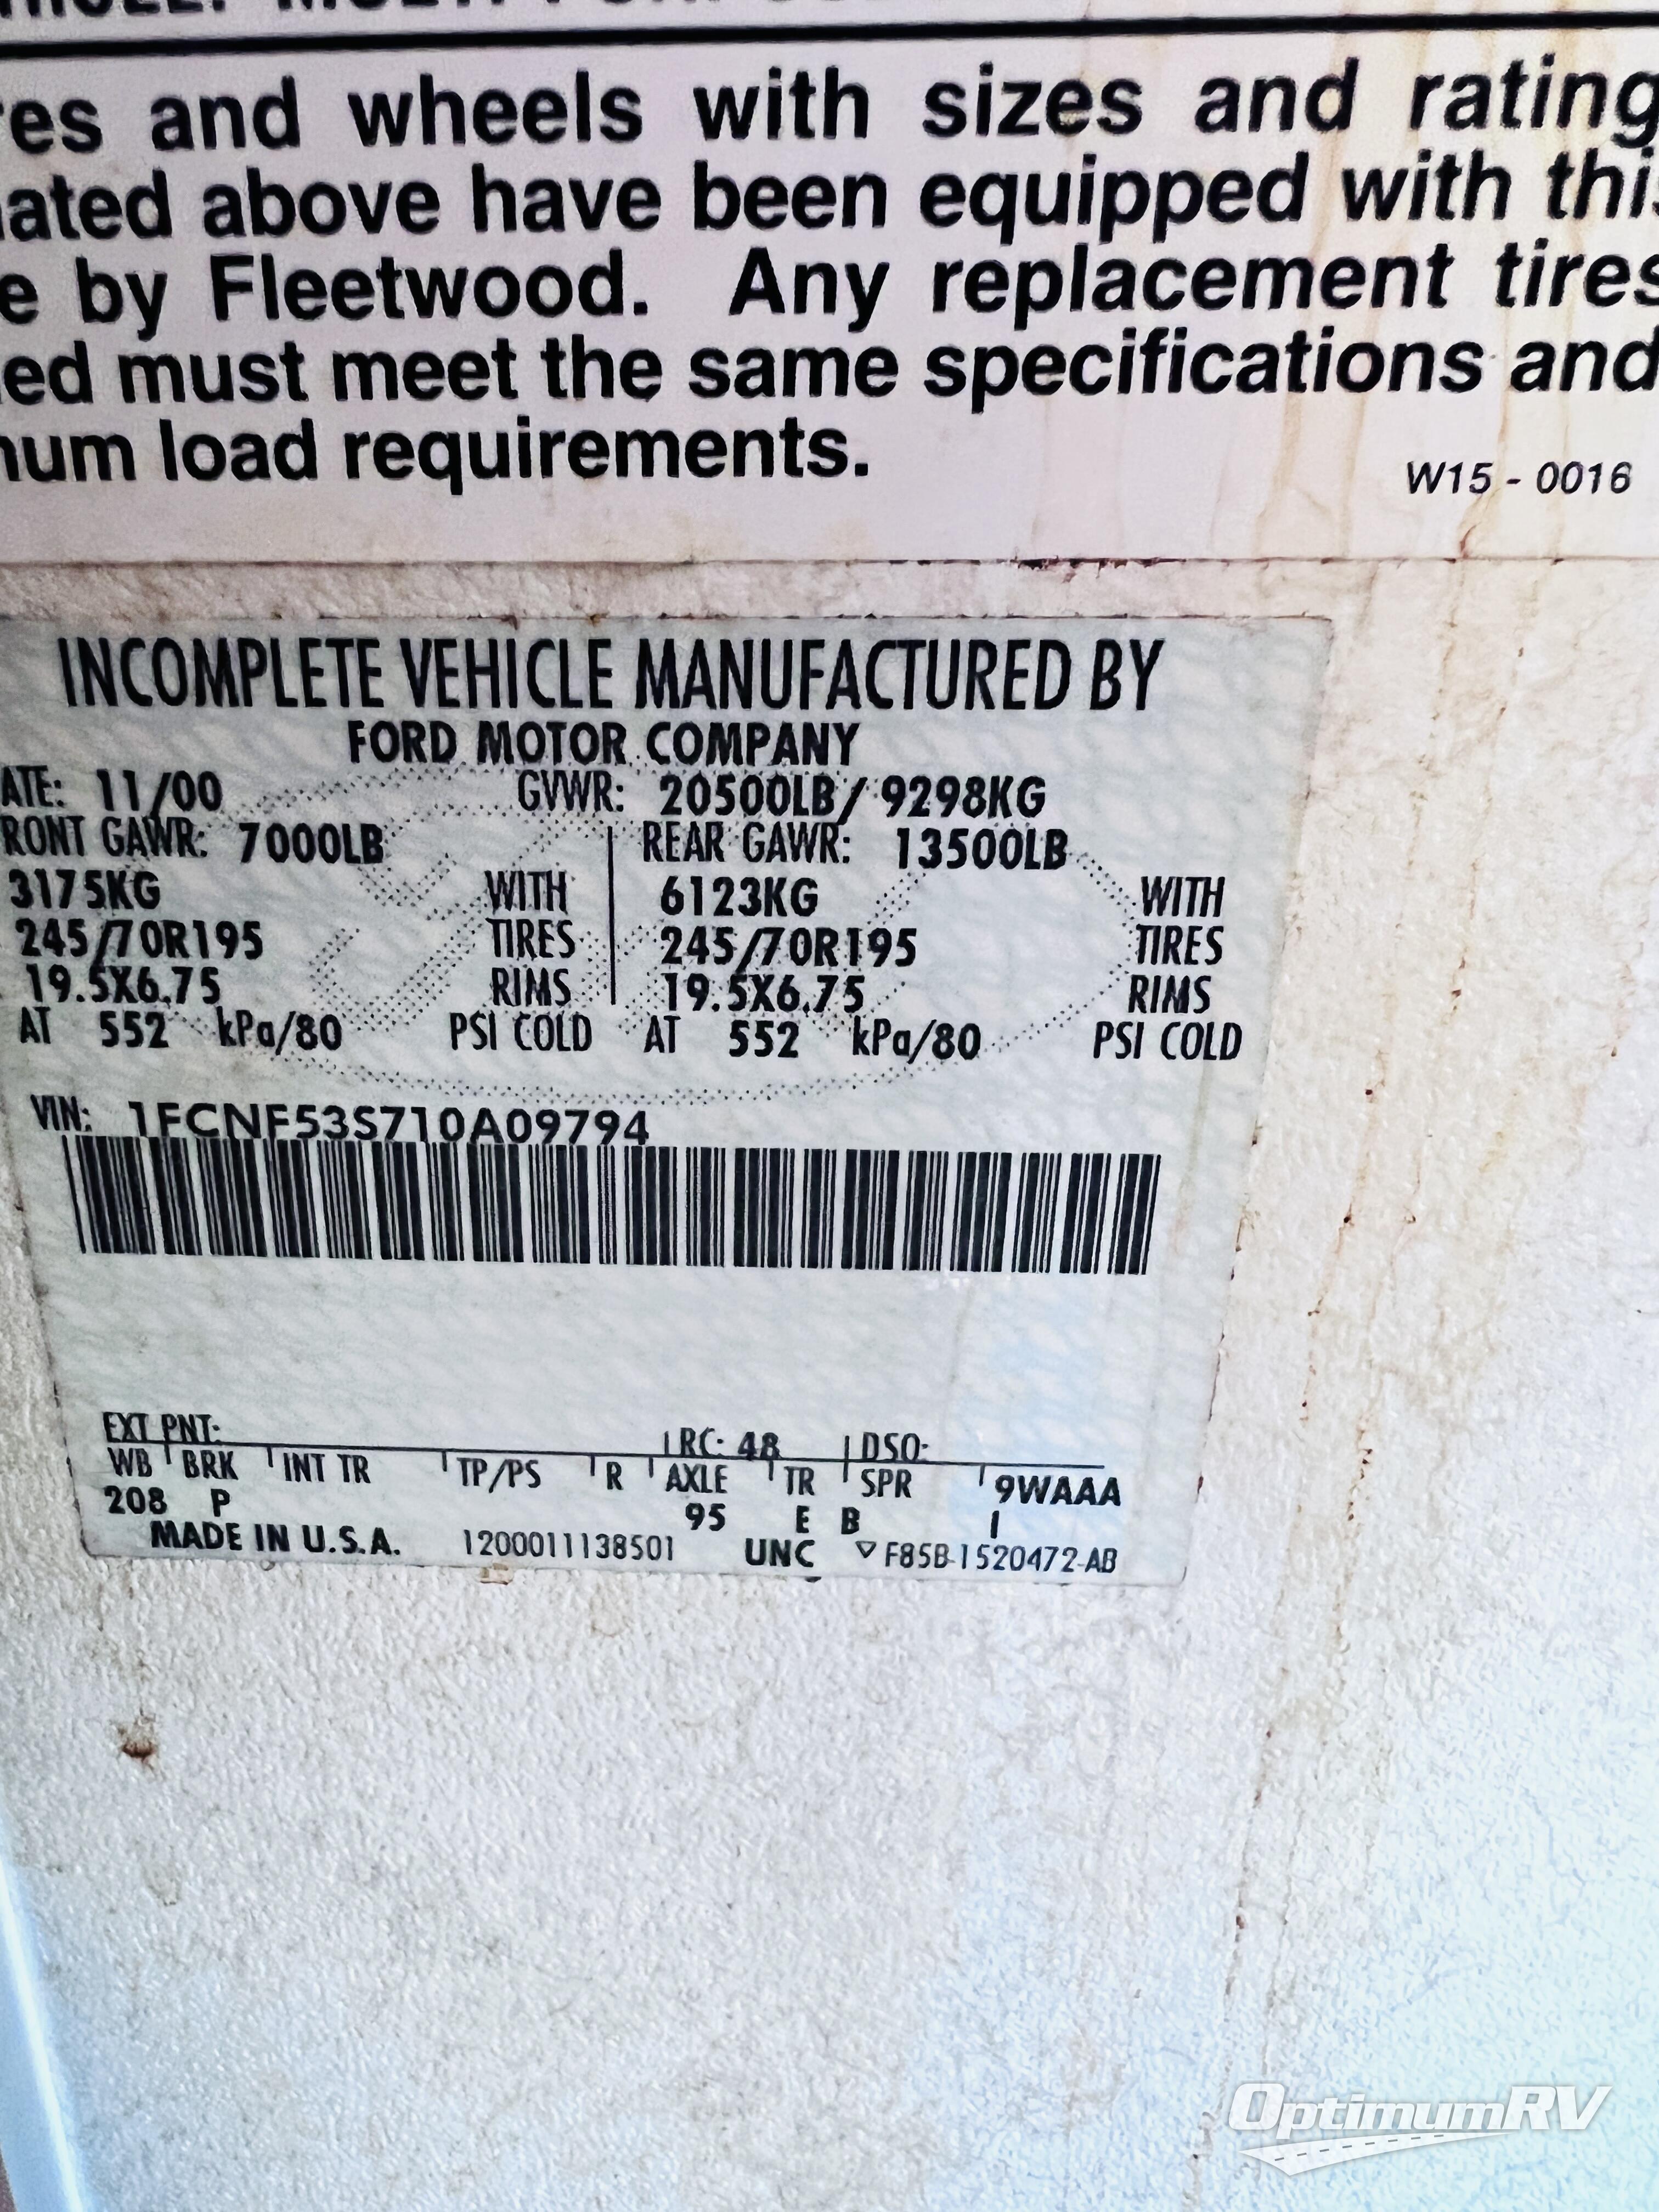 res and wheels with sizes and rating
ated above have been equipped with this
e by Fleetwood. Any replacement tires
ed must meet the same specifications and
num load requirements.
W15 - 0016
INCOMPLETE VEHICLE MANUFACTURED BY
FORD MOTOR COMPANY
ATE: 11/00 GVWR: 20500LB / 9298KG
RONT GAWR: 7000LB REAR GAWR: 13500LB
3175KG WITH 6123KG WITH
245/70R195 TIRES 245/70R195 TIRES
19.5X6.75 RIMS 19.5X6.75 RIMS
AT 552 kPa/80 PSI COLD AT 552 kPa/80 PSI COLD
VIN: 1FCNF53S710A09794
EXT PNT: RC: 48 DSO:
WB BRK INT TR TP/PS R AXLE TR SPR 9WAAA
208 P 95 E B I
MADE IN U.S.A. 1200011138501 UNC ▽ F85B-1520472-AB
OptimumRV